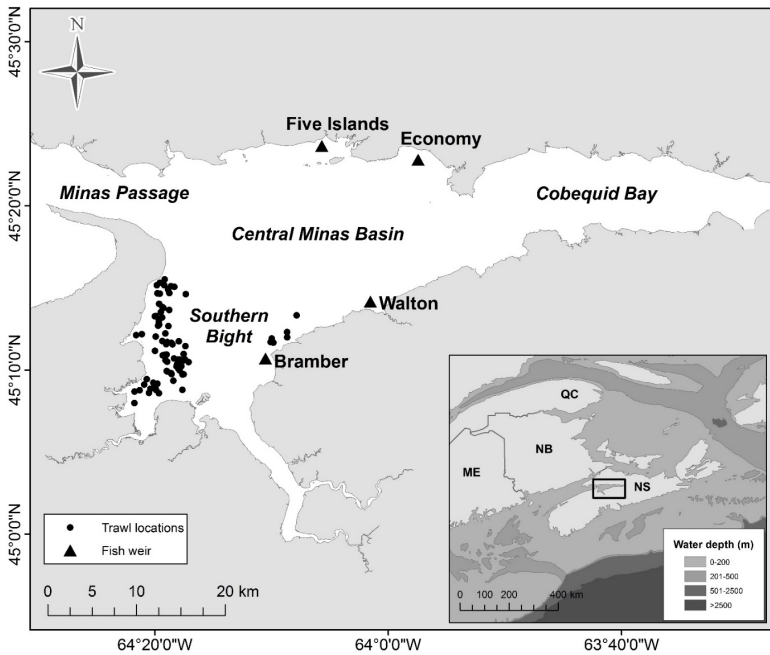 45°30'0"N
45°20'0"N
45°10'0"N
45°0'0"N
N
Five Islands
Economy
Minas Passage
Cobequid Bay
Central Minas Basin
Southern
Bight
Walton
Bramber
Trawl locations
Fish weir
0 5 10 20 km
QC
NB
ME
NS
Water depth (m)
0-200
201-500
501-2500
>2500
0 100 200 400 km
64°20'0"W 64°0'0"W 63°40'0"W